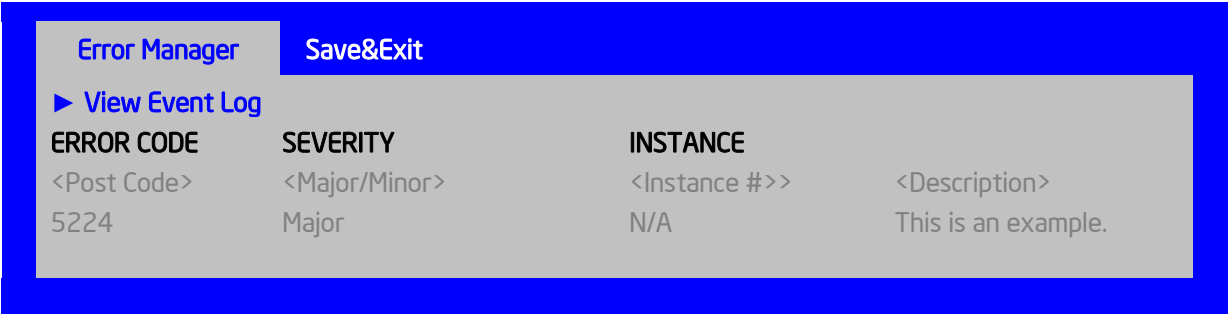 Error Manager Save&Exit
► View Event Log
ERROR CODE SEVERITY INSTANCE
<Post Code> <Major/Minor> <Instance #>> <Description>
5224 Major N/A This is an example.